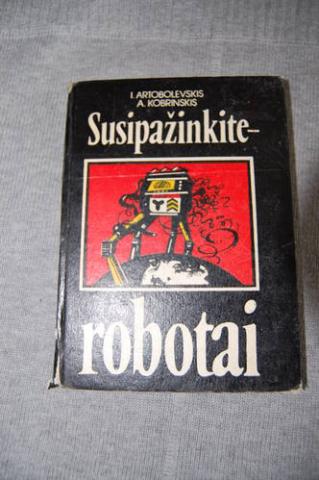 I. ARTOBOLEVSKIS
A. KOBRINSKIS
Susipažinkite-
robotai